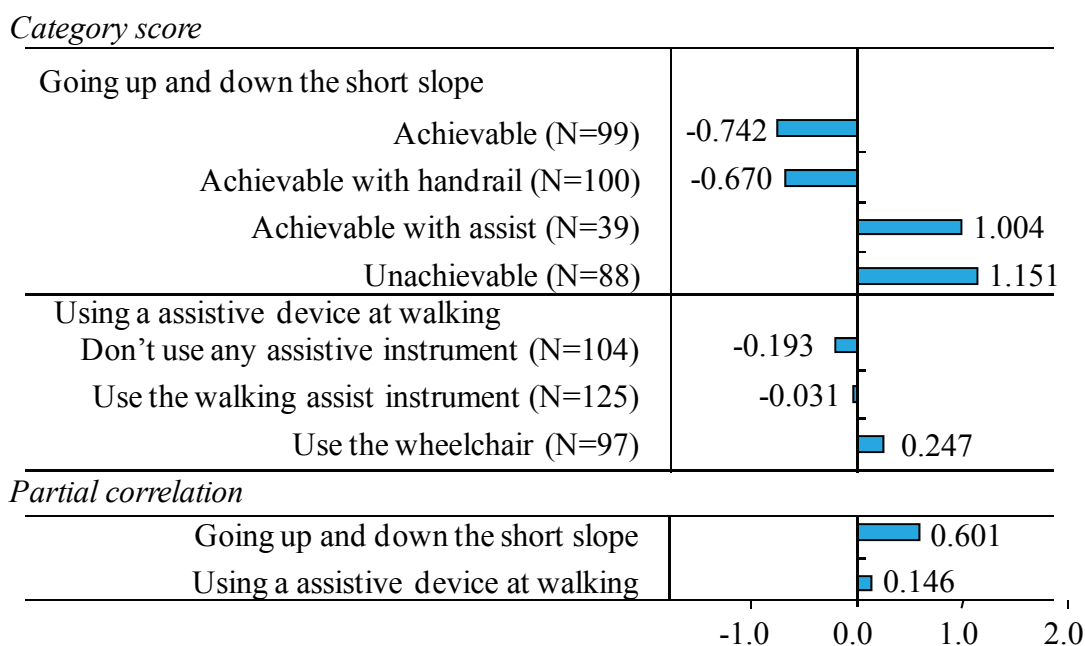 Category score
Going up and down the short slope
Achievable (N=99) -0.742
Achievable with handrail (N=100) -0.670
Achievable with assist (N=39) 1.004
Unachievable (N=88) 1.151
Using a assistive device at walking
Don’t use any assistive instrument (N=104) -0.193
Use the walking assist instrument (N=125) -0.031
Use the wheelchair (N=97) 0.247
Partial correlation
Going up and down the short slope 0.601
Using a assistive device at walking 0.146
-1.0 0.0 1.0 2.0